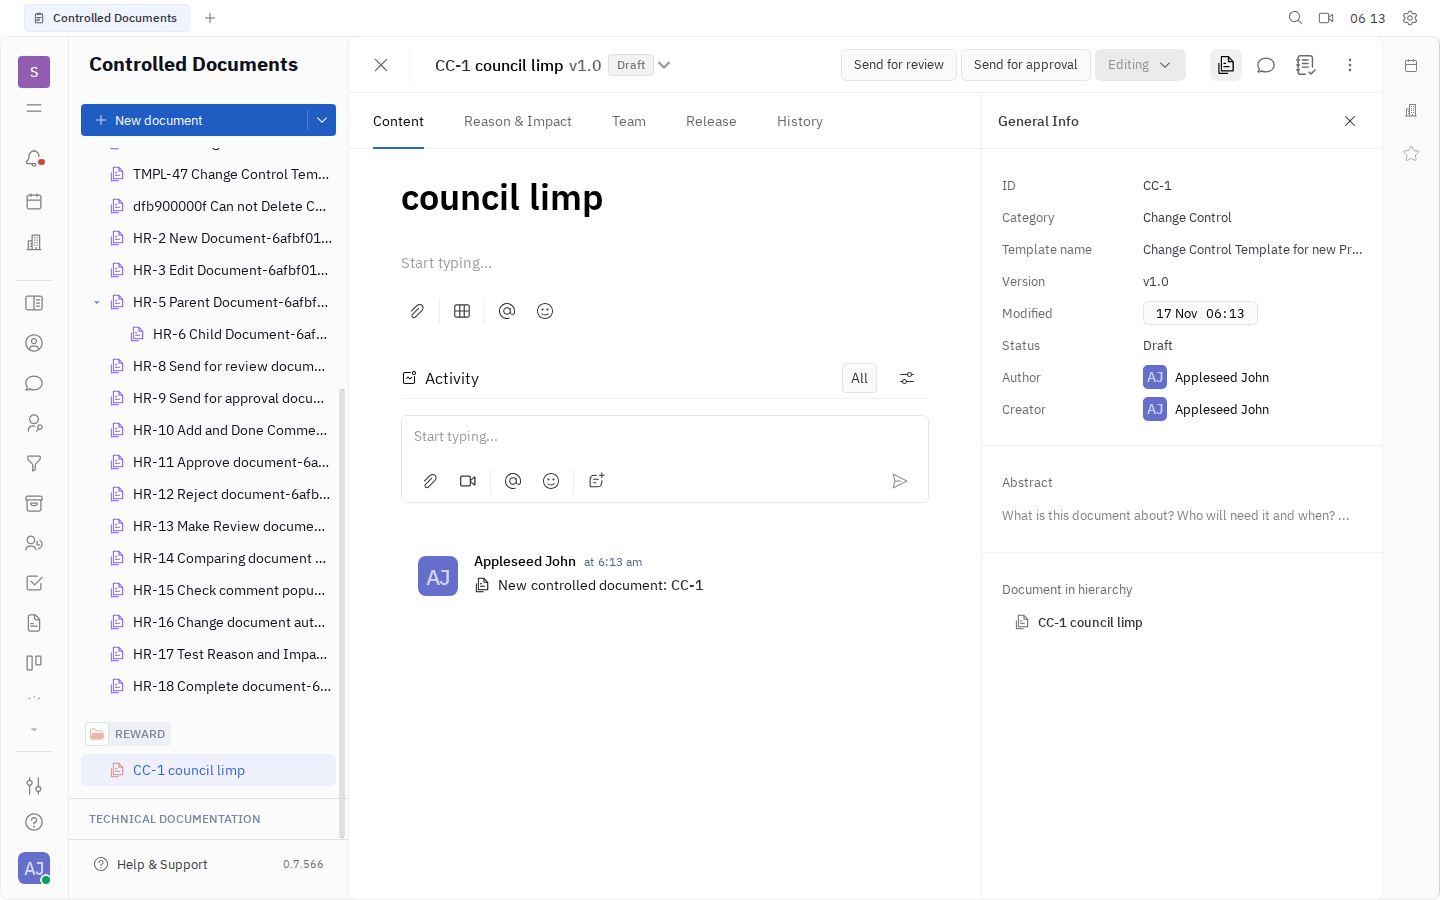 Controlled Documents
06 13
S
Controlled Documents
New document
TMPL-47 Change Control Tem...
dfb900000f Can not Delete C...
HR-2 New Document-6afbf01...
HR-3 Edit Document-6afbf01...
HR-5 Parent Document-6afbf...
HR-6 Child Document-6af...
HR-8 Send for review docum...
HR-9 Send for approval docu...
HR-10 Add and Done Comme...
HR-11 Approve document-6a...
HR-12 Reject document-6afb...
HR-13 Make Review docume...
HR-14 Comparing document ...
HR-15 Check comment popu...
HR-16 Change document aut...
HR-17 Test Reason and Impa...
HR-18 Complete document-6...
REWARD
CC-1 council limp
TECHNICAL DOCUMENTATION
Help & Support 0.7.566
AJ
CC-1 council limp v1.0 Draft
Send for review
Send for approval
Editing
Content
Reason & Impact
Team
Release
History
council limp
Start typing...
Activity
All
Start typing...
AJ
Appleseed John at 6:13 am
New controlled document: CC-1
General Info
ID CC-1
Category Change Control
Template name Change Control Template for new Pr...
Version v1.0
Modified 17 Nov 06:13
Status Draft
Author AJ Appleseed John
Creator AJ Appleseed John
Abstract
What is this document about? Who will need it and when? ...
Document in hierarchy
CC-1 council limp